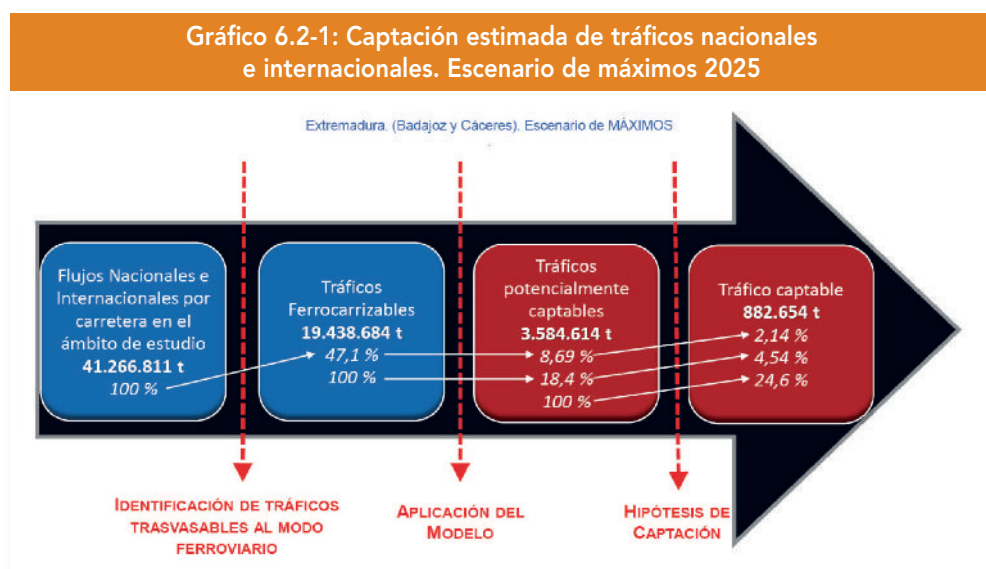 Gráfico 6.2-1: Captación estimada de tráficos nacionales
e internacionales. Escenario de máximos 2025
Extremadura. (Badajoz y Cáceres). Escenario de MÁXIMOS
Flujos Nacionales e
Internacionales por
carretera en el
ámbito de estudio
41.266.811 t
100 %
Tráficos
Ferrocarrizables
19.438.684 t
47,1 %
100 %
Tráficos
potencialmente
captables
3.584.614 t
8,69 %
18,4 %
100 %
Tráfico captable
882.654 t
2,14 %
4,54 %
24,6 %
IDENTIFICACIÓN DE TRÁFICOS
TRASVASABLES AL MODO
FERROVIARIO
APLICACIÓN DEL
MODELO
HIPÓTESIS DE
CAPTACIÓN